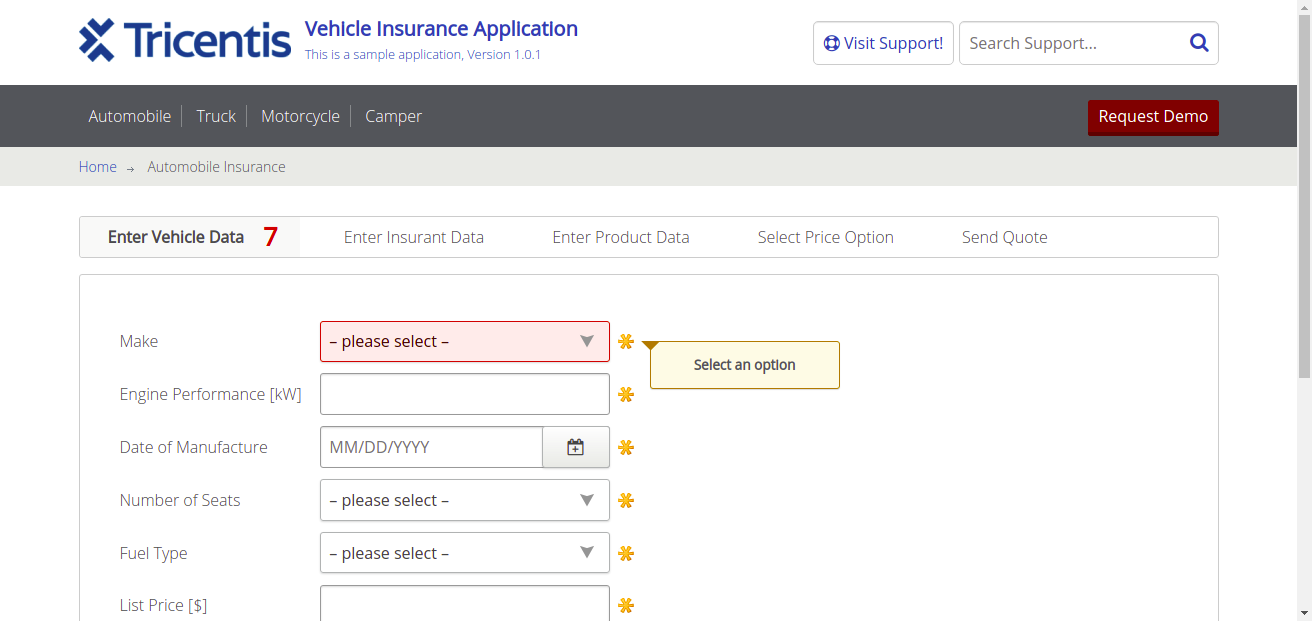 Tricentis
Vehicle Insurance Application
This is a sample application, Version 1.0.1
Visit Support!
Search Support...
Automobile
Truck
Motorcycle
Camper
Request Demo
Home → Automobile Insurance
Enter Vehicle Data 7
Enter Insurant Data
Enter Product Data
Select Price Option
Send Quote
Make
– please select –
Select an option
Engine Performance [kW]
Date of Manufacture
MM/DD/YYYY
Number of Seats
– please select –
Fuel Type
– please select –
List Price [$]